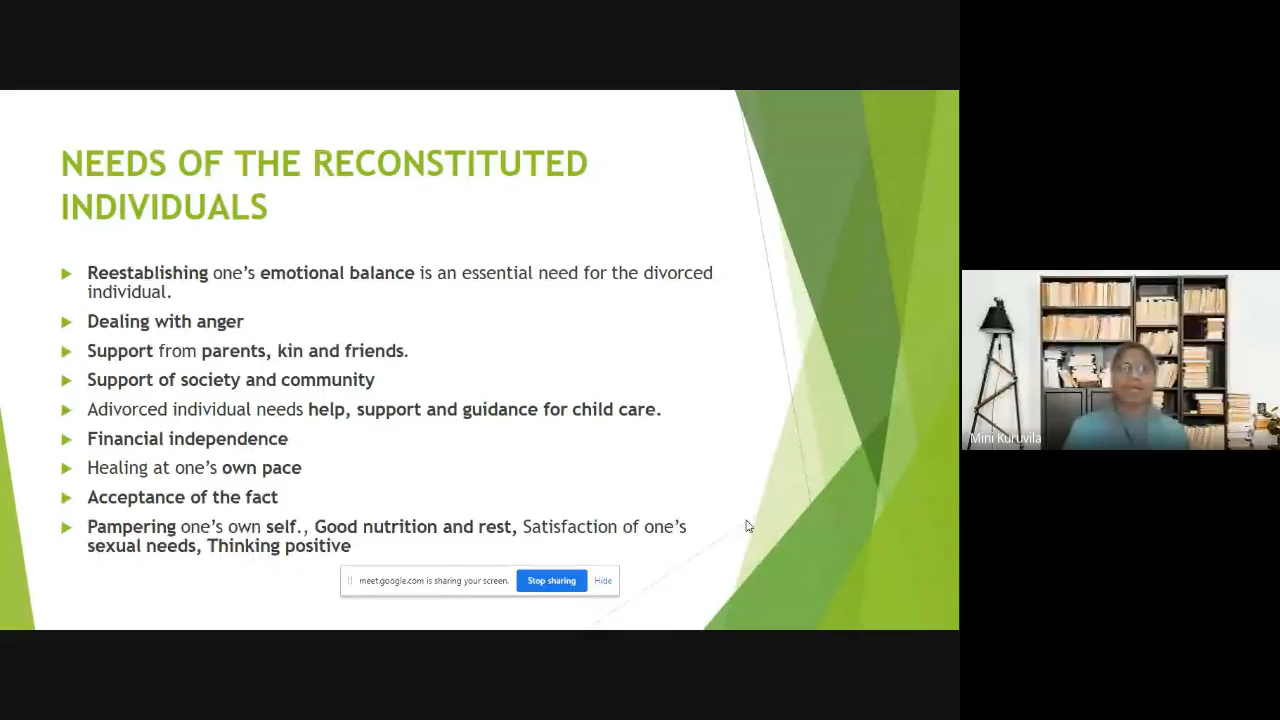 NEEDS OF THE RECONSTITUTED
INDIVIDUALS
Reestablishing one's emotional balance is an essential need for the divorced
individual.
Dealing with anger
Support from parents, kin and friends.
Support of society and community
Adivorced individual needs help, support and guidance for child care.
Financial independence
Healing at one's own pace
Acceptance of the fact
Pampering one's own self., Good nutrition and rest, Satisfaction of one's
sexual needs, Thinking positive
meet.google.com is sharing your screen. Stop sharing Hide
Mini Kuruvila